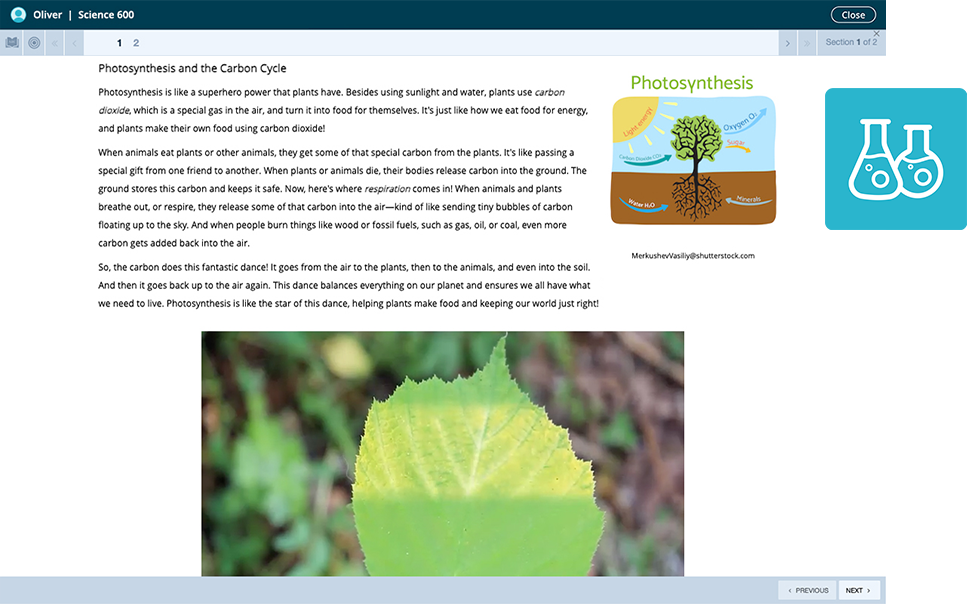 Oliver | Science 600
Close
1 2
Section 1 of 2
Photosynthesis and the Carbon Cycle
Photosynthesis is like a superhero power that plants have. Besides using sunlight and water, plants use carbon
dioxide, which is a special gas in the air, and turn it into food for themselves. It's just like how we eat food for energy,
and plants make their own food using carbon dioxide!
When animals eat plants or other animals, they get some of that special carbon from the plants. It's like passing a
special gift from one friend to another. When plants or animals die, their bodies release carbon into the ground. The
ground stores this carbon and keeps it safe. Now, here's where respiration comes in! When animals and plants
breathe out, or respire, they release some of that carbon into the air—kind of like sending tiny bubbles of carbon
floating up to the sky. And when people burn things like wood or fossil fuels, such as gas, oil, or coal, even more
carbon gets added back into the air.
So, the carbon does this fantastic dance! It goes from the air to the plants, then to the animals, and even into the soil.
And then it goes back up to the air again. This dance balances everything on our planet and ensures we all have what
we need to live. Photosynthesis is like the star of this dance, helping plants make food and keeping our world just right!
Photosynthesis
Light energy
Oxygen O₂
Sugar
Carbon Dioxide CO₂
Water H₂O
Minerals
MerkushevVasiliy@shutterstock.com
‹ PREVIOUS
NEXT ›